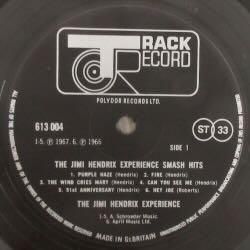 TRACK
RECORD
POLYDOR RECORDS LTD.
613 004
J-5. ℗ 1967. 6. ℗ 1966
SIDE 1
ST 33
THE JIMI HENDRIX EXPERIENCE SMASH HITS
1. PURPLE HAZE (Hendrix) 2. FIRE (Hendrix)
3. THE WIND CRIES MARY (Hendrix) 4. CAN YOU SEE ME (Hendrix)
5. 51st ANNIVERSARY (Hendrix) 6. HEY JOE (Roberts)
THE JIMI HENDRIX EXPERIENCE
J-5, A. Schroeder Music.
6 April Music Ltd.
MADE IN Gt.BRITAIN